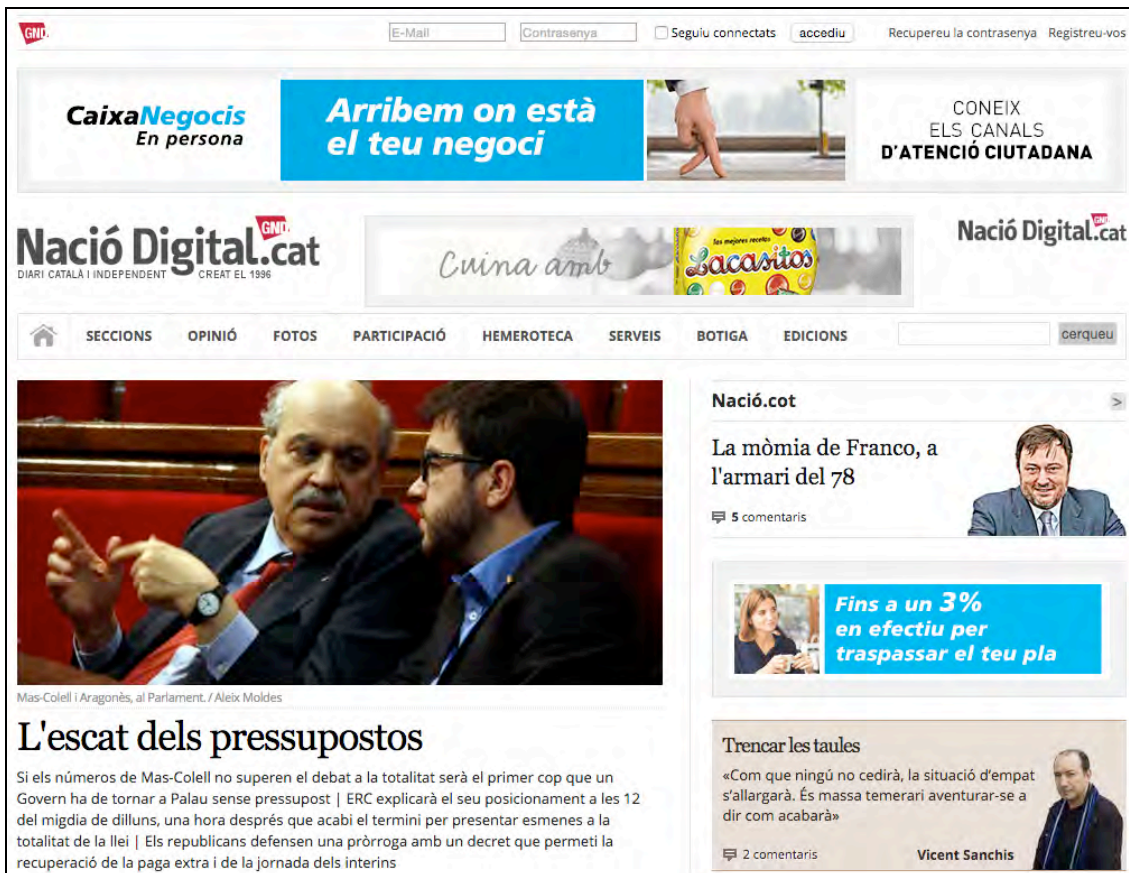 GND
E-Mail
Contrasenya
Seguiu connectats
accediu
Recupereu la contrasenya
Registreu-vos
CaixaNegocis
En persona
Arribem on està
el teu negoci
CONEIX
ELS CANALS
D'ATENCIÓ CIUTADANA
Nació Digital.cat
GND
DIARI CATALÀ I INDEPENDENT
CREAT EL 1996
Cuina amb
las mejores recetas
Lacasitos
Nació Digital.cat
GND
SECCIONS
OPINIÓ
FOTOS
PARTICIPACIÓ
HEMEROTECA
SERVEIS
BOTIGA
EDICIONS
cerqueu
Mas-Colell i Aragonès, al Parlament. / Aleix Moldes
L'escat dels pressupostos
Si els números de Mas-Colell no superen el debat a la totalitat serà el primer cop que un
Govern ha de tornar a Palau sense pressupost | ERC explicarà el seu posicionament a les 12
del migdia de dilluns, una hora després que acabi el termini per presentar esmenes a la
totalitat de la llei | Els republicans defensen una pròrroga amb un decret que permeti la
recuperació de la paga extra i de la jornada dels interins
Nació.cot
>
La mòmia de Franco, a
l'armari del 78
5 comentaris
Fins a un 3%
en efectiu per
traspassar el teu pla
Trencar les taules
«Com que ningú no cedirà, la situació d'empat
s'allargarà. És massa temerari aventurar-se a
dir com acabarà»
2 comentaris
Vicent Sanchis